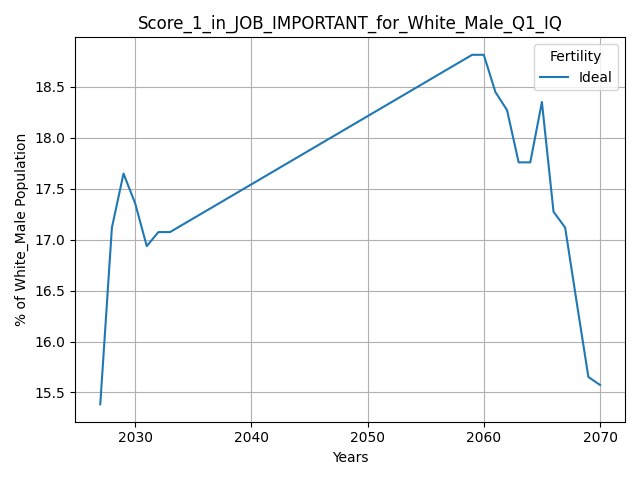 Score_1_in_JOB_IMPORTANT_for_White_Male_Q1_IQ
Fertility
Ideal
% of White_Male Population
18.5
18.0
17.5
17.0
16.5
16.0
15.5
2030 2040 2050 2060 2070
Years